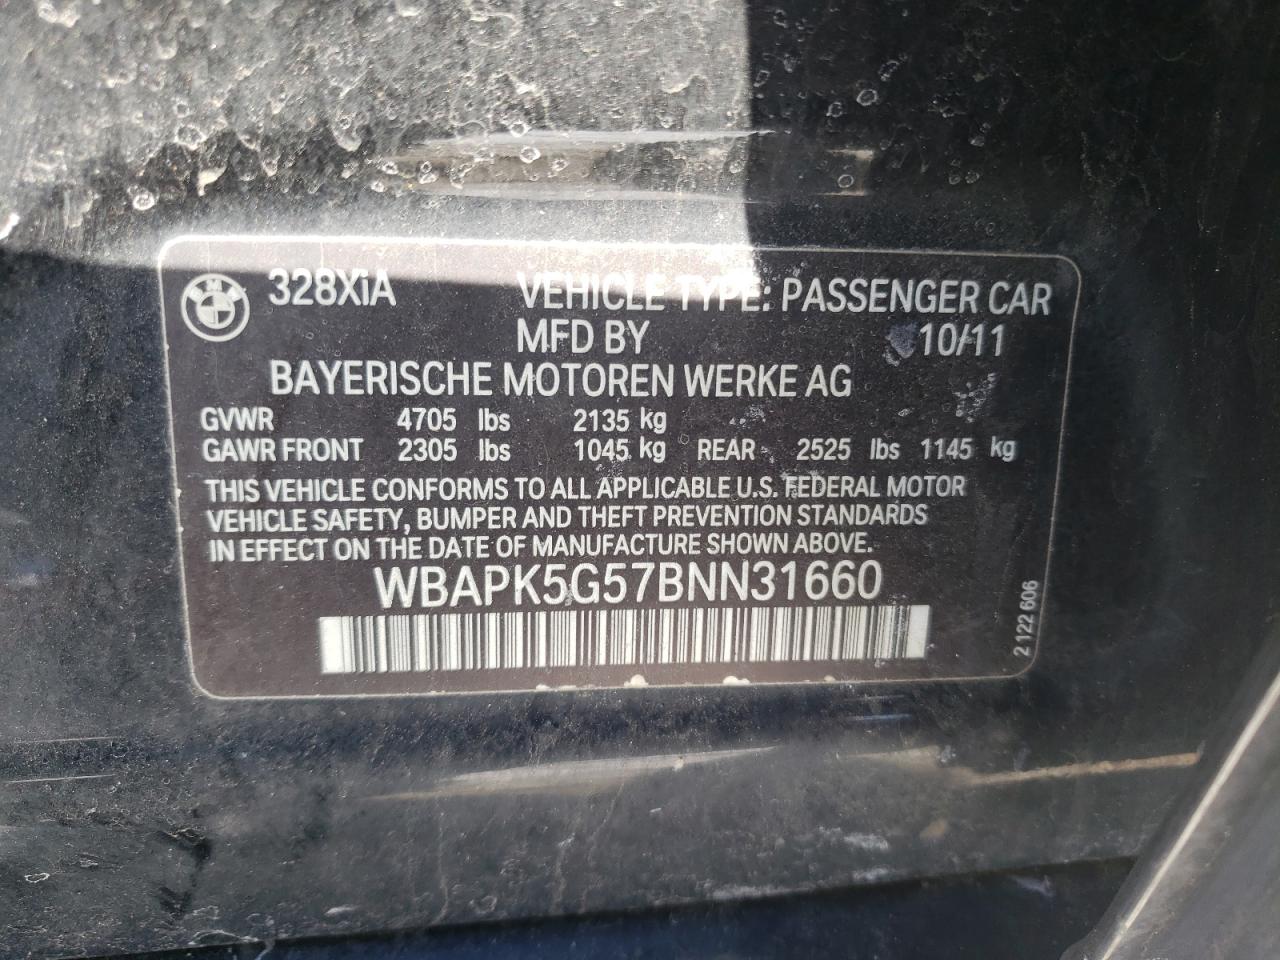 BMW
328XiA VEHICLE TYPE: PASSENGER CAR
MFD BY 10/11
BAYERISCHE MOTOREN WERKE AG
GVWR 4705 lbs 2135 kg
GAWR FRONT 2305 lbs 1045 kg REAR 2525 lbs 1145 kg
THIS VEHICLE CONFORMS TO ALL APPLICABLE U.S. FEDERAL MOTOR
VEHICLE SAFETY, BUMPER AND THEFT PREVENTION STANDARDS
IN EFFECT ON THE DATE OF MANUFACTURE SHOWN ABOVE.
WBAPK5G57BNN31660
2 122 606